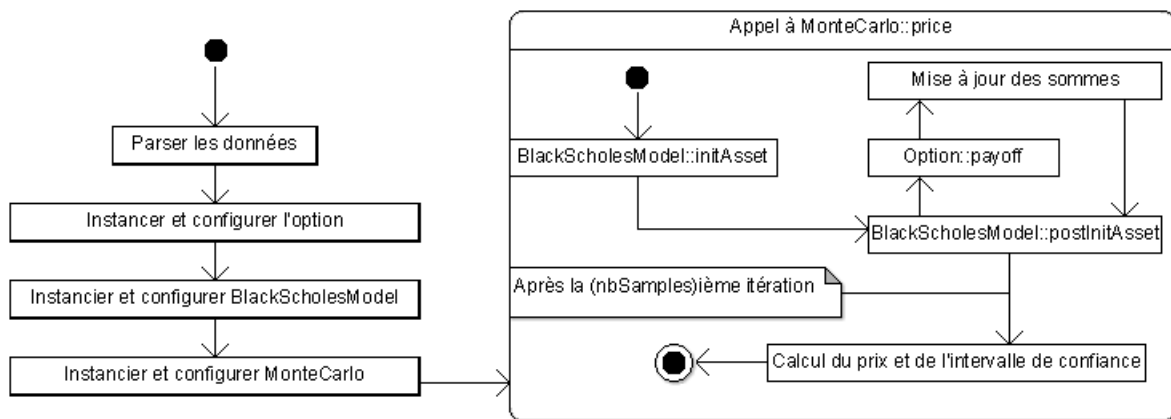 Parser les données
Instancer et configurer l'option
Instancier et configurer BlackScholesModel
Instancier et configurer MonteCarlo
Appel à MonteCarlo::price
BlackScholesModel::initAsset
Mise à jour des sommes
Option::payoff
BlackScholesModel::postInitAsset
Après la (nbSamples)ième itération
Calcul du prix et de l'intervalle de confiance